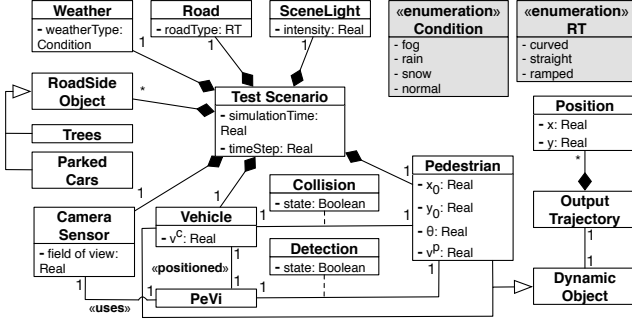 Weather
- weatherType:
Condition
Road
- roadType: RT
SceneLight
- intensity: Real
«enumeration»
Condition
- fog
- rain
- snow
- normal
«enumeration»
RT
- curved
- straight
- ramped
1
1
1
RoadSide
Object
*
Test Scenario
- simulationTime:
Real
- timeStep: Real
Position
- x: Real
- y: Real
*
Trees
Parked
Cars
1
1
1
Collision
- state: Boolean
Pedestrian
- x0: Real
- y0: Real
- θ: Real
- vp: Real
Output
Trajectory
Camera
Sensor
- field of view:
Real
Vehicle
- vc: Real
1
1
1
«positioned»
Detection
- state: Boolean
1
1
1
Dynamic
Object
1
«uses»
1
PeVi
1
1